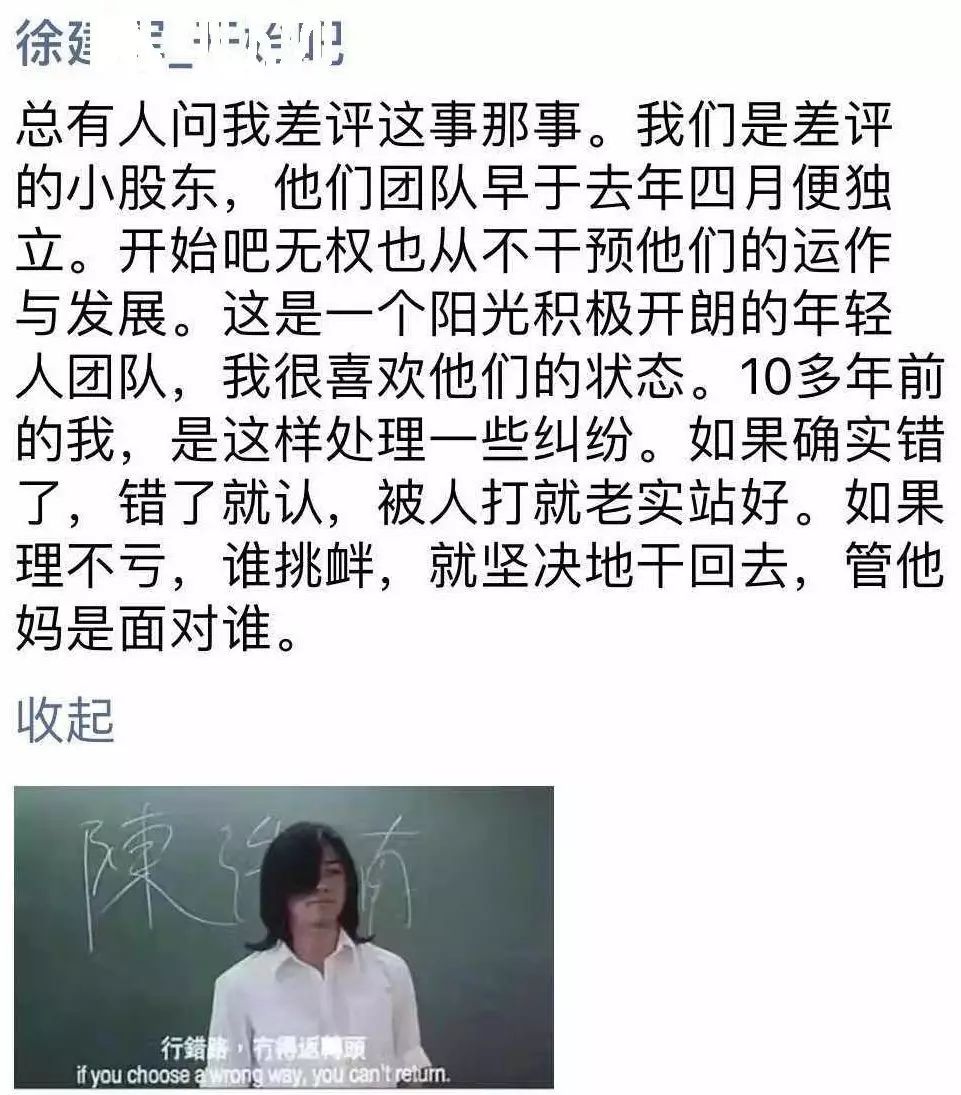 徐建
总有人问我差评这事那事。我们是差评
的小股东，他们团队早于去年四月便独
立。开始吧无权也从不干预他们的运作
与发展。这是一个阳光积极开朗的年轻
人团队，我很喜欢他们的状态。10多年前
的我，是这样处理一些纠纷。如果确实错
了，错了就认，被人打就老实站好。如果
理不亏，谁挑衅，就坚决地干回去，管他
妈是面对谁。
收起
陳
行錯路，冇得返轉頭
if you choose a wrong way, you can't return.